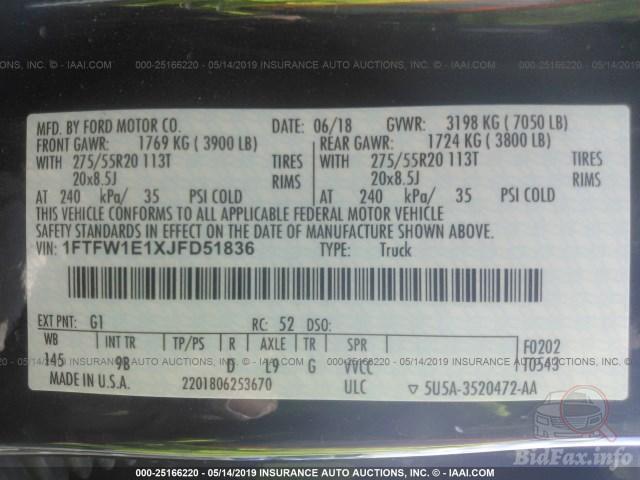 000-25166220 - 05/14/2019 INSURANCE AUTO AUCTIONS, INC. - IAAI.COM
MFD. BY FORD MOTOR CO. DATE: 06/18 GVWR: 3198 KG ( 7050 LB)
FRONT GAWR: 1769 KG ( 3900 LB) REAR GAWR: 1724 KG ( 3800 LB)
WITH 275/55R20 113T TIRES WITH 275/55R20 113T TIRES
20x8.5J RIMS 20x8.5J RIMS
AT 240 kPa/ 35 PSI COLD AT 240 kPa/ 35 PSI COLD
THIS VEHICLE CONFORMS TO ALL APPLICABLE FEDERAL MOTOR VEHICLE
SAFETY STANDARDS IN EFFECT ON THE DATE OF MANUFACTURE SHOWN ABOVE.
VIN: 1FTFW1E1XJFD51836 TYPE: Truck
EXT PNT: G1 RC: 52 DSO:
WB INT TR TP/PS R AXLE TR SPR F0202
145 9B D L9 G VVCC A 10543
MADE IN U.S.A. 2201806253670 ULC ▽ 5U5A-3520472-AA
BidFax.info
000-25166220 - 05/14/2019 INSURANCE AUTO AUCTIONS, INC. - IAAI.COM